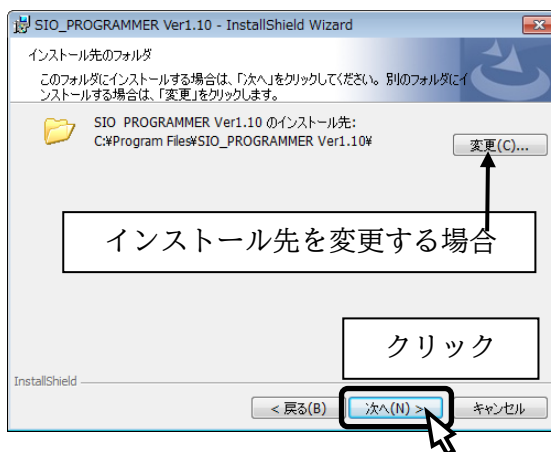 SIO_PROGRAMMER Ver1.10 - InstallShield Wizard
インストール先のフォルダ
このフォルダにインストールする場合は、「次へ」をクリックしてください。別のフォルダにイ
ンストールする場合は、「変更」をクリックします。
SIO PROGRAMMER Ver1.10 のインストール先:
C:¥Program Files¥SIO_PROGRAMMER Ver1.10¥
変更(C)...
インストール先を変更する場合
クリック
InstallShield
< 戻る(B)
次へ(N) >
キャンセル